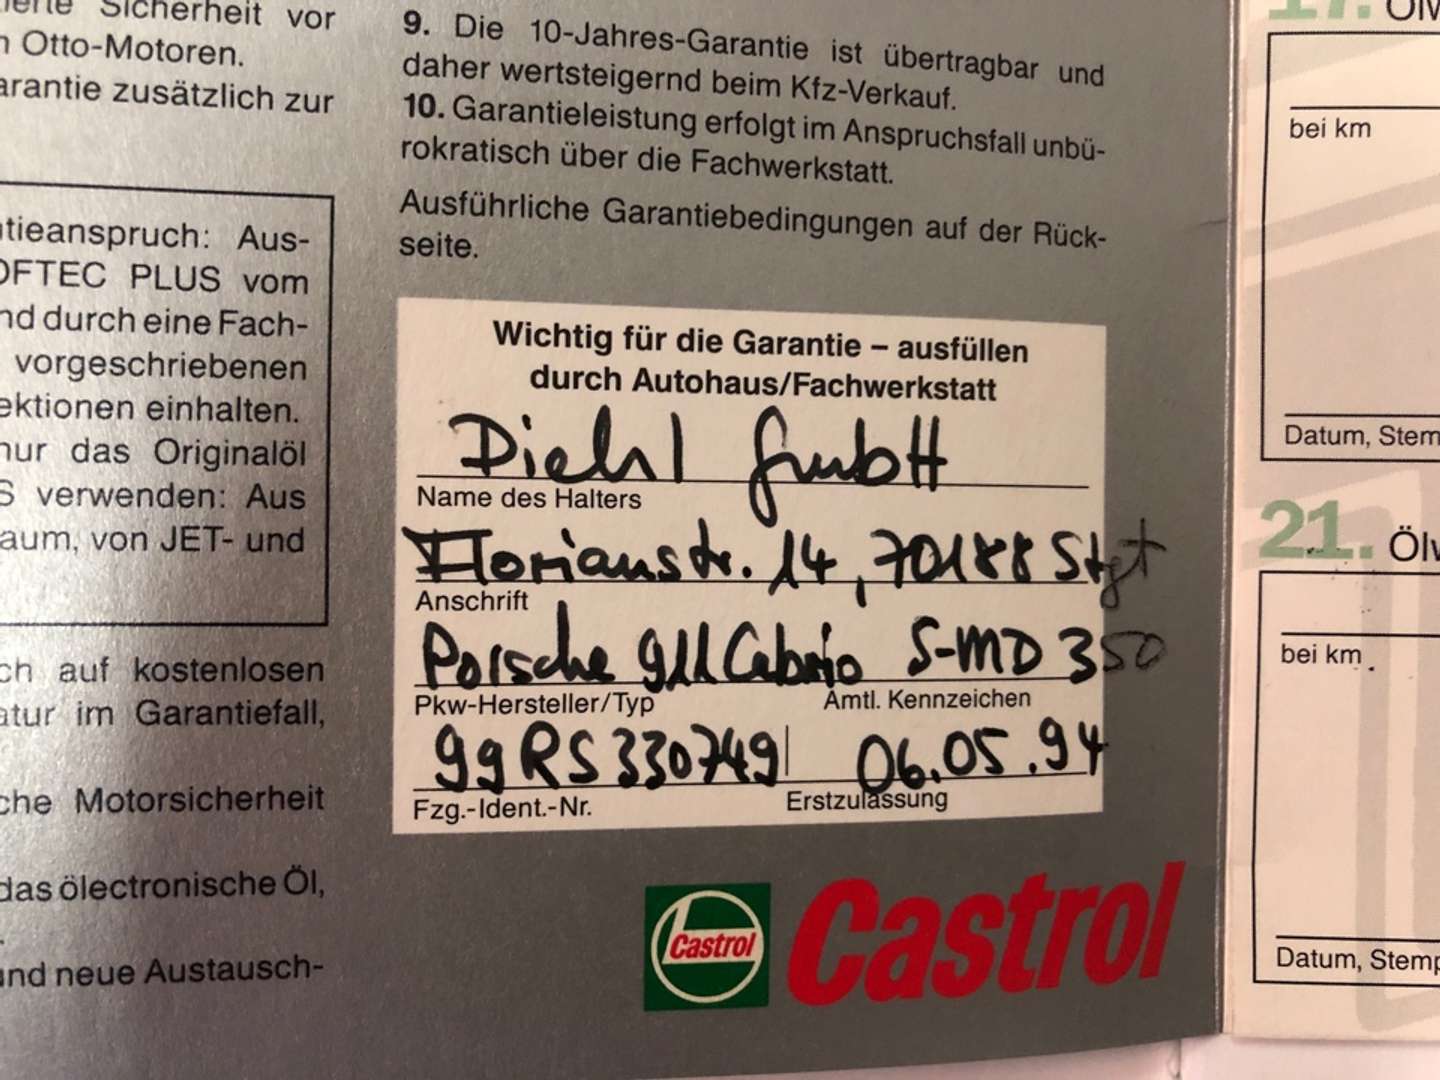 Sicherheit vor
Otto-Motoren.
arantie zusätzlich zur
tieanspruch: Aus-
OFTEC PLUS vom
nd durch eine Fach-
vorgeschriebenen
ektionen einhalten.
nur das Originalöl
S verwenden: Aus
aum, von JET- und
ch auf kostenlosen
atur im Garantiefall,
che Motorsicherheit
das ölectronische Öl,
und neue Austausch-
9. Die 10-Jahres-Garantie ist übertragbar und
daher wertsteigernd beim Kfz-Verkauf.
10. Garantieleistung erfolgt im Anspruchsfall unbü-
rokratisch über die Fachwerkstatt.
Ausführliche Garantiebedingungen auf der Rück-
seite.
Wichtig für die Garantie – ausfüllen
durch Autohaus/Fachwerkstatt
Diehl GmbH
Name des Halters
Florianstr. 14, 70188 Stgt
Anschrift
Porsche 911 Cabrio S-MD 350
Pkw-Hersteller/Typ Amtl. Kennzeichen
99RS330749 06.05.94
Fzg.-Ident.-Nr. Erstzulassung
Castrol Castrol
17. Ölw
bei km
Datum, Stem
21. Ölw
bei km
Datum, Stemp